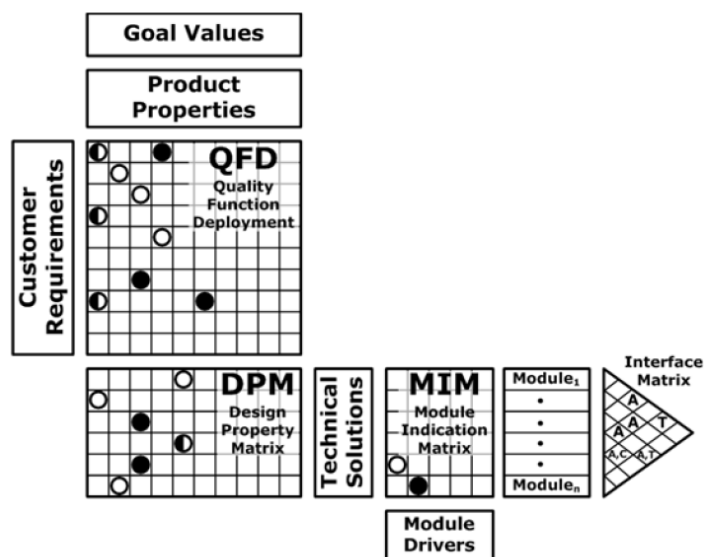 Goal Values
Product
Properties
Customer
Requirements
QFD
Quality
Function
Deployment
DPM
Design
Property
Matrix
Technical
Solutions
MIM
Module
Indication
Matrix
Module1
Modulen
Interface
Matrix
A
A
T
A
A,C
A,T
Module
Drivers